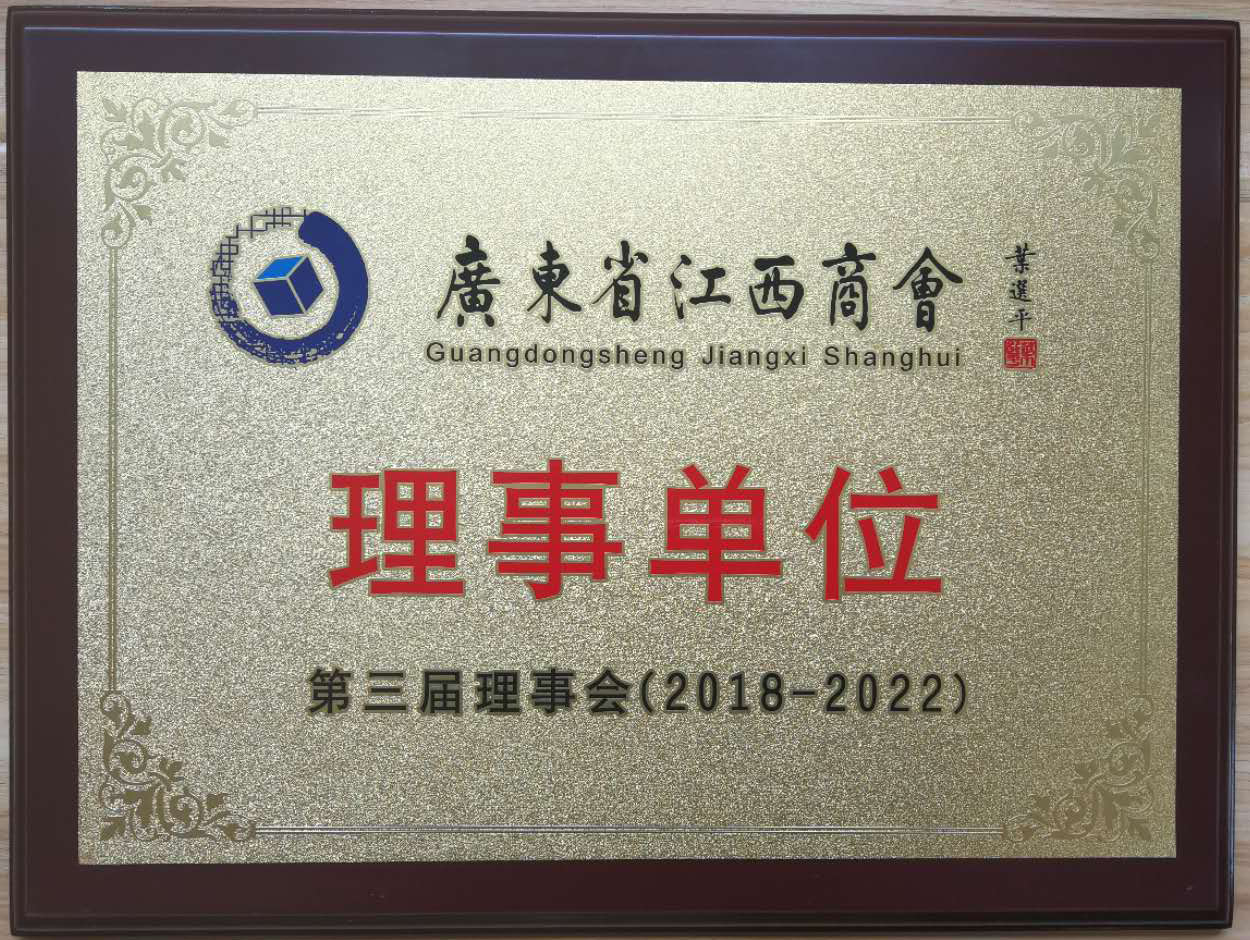 廣東省江西商會
葉選平
Guangdongsheng Jiangxi Shanghui
理事单位
第三届理事会(2018-2022)